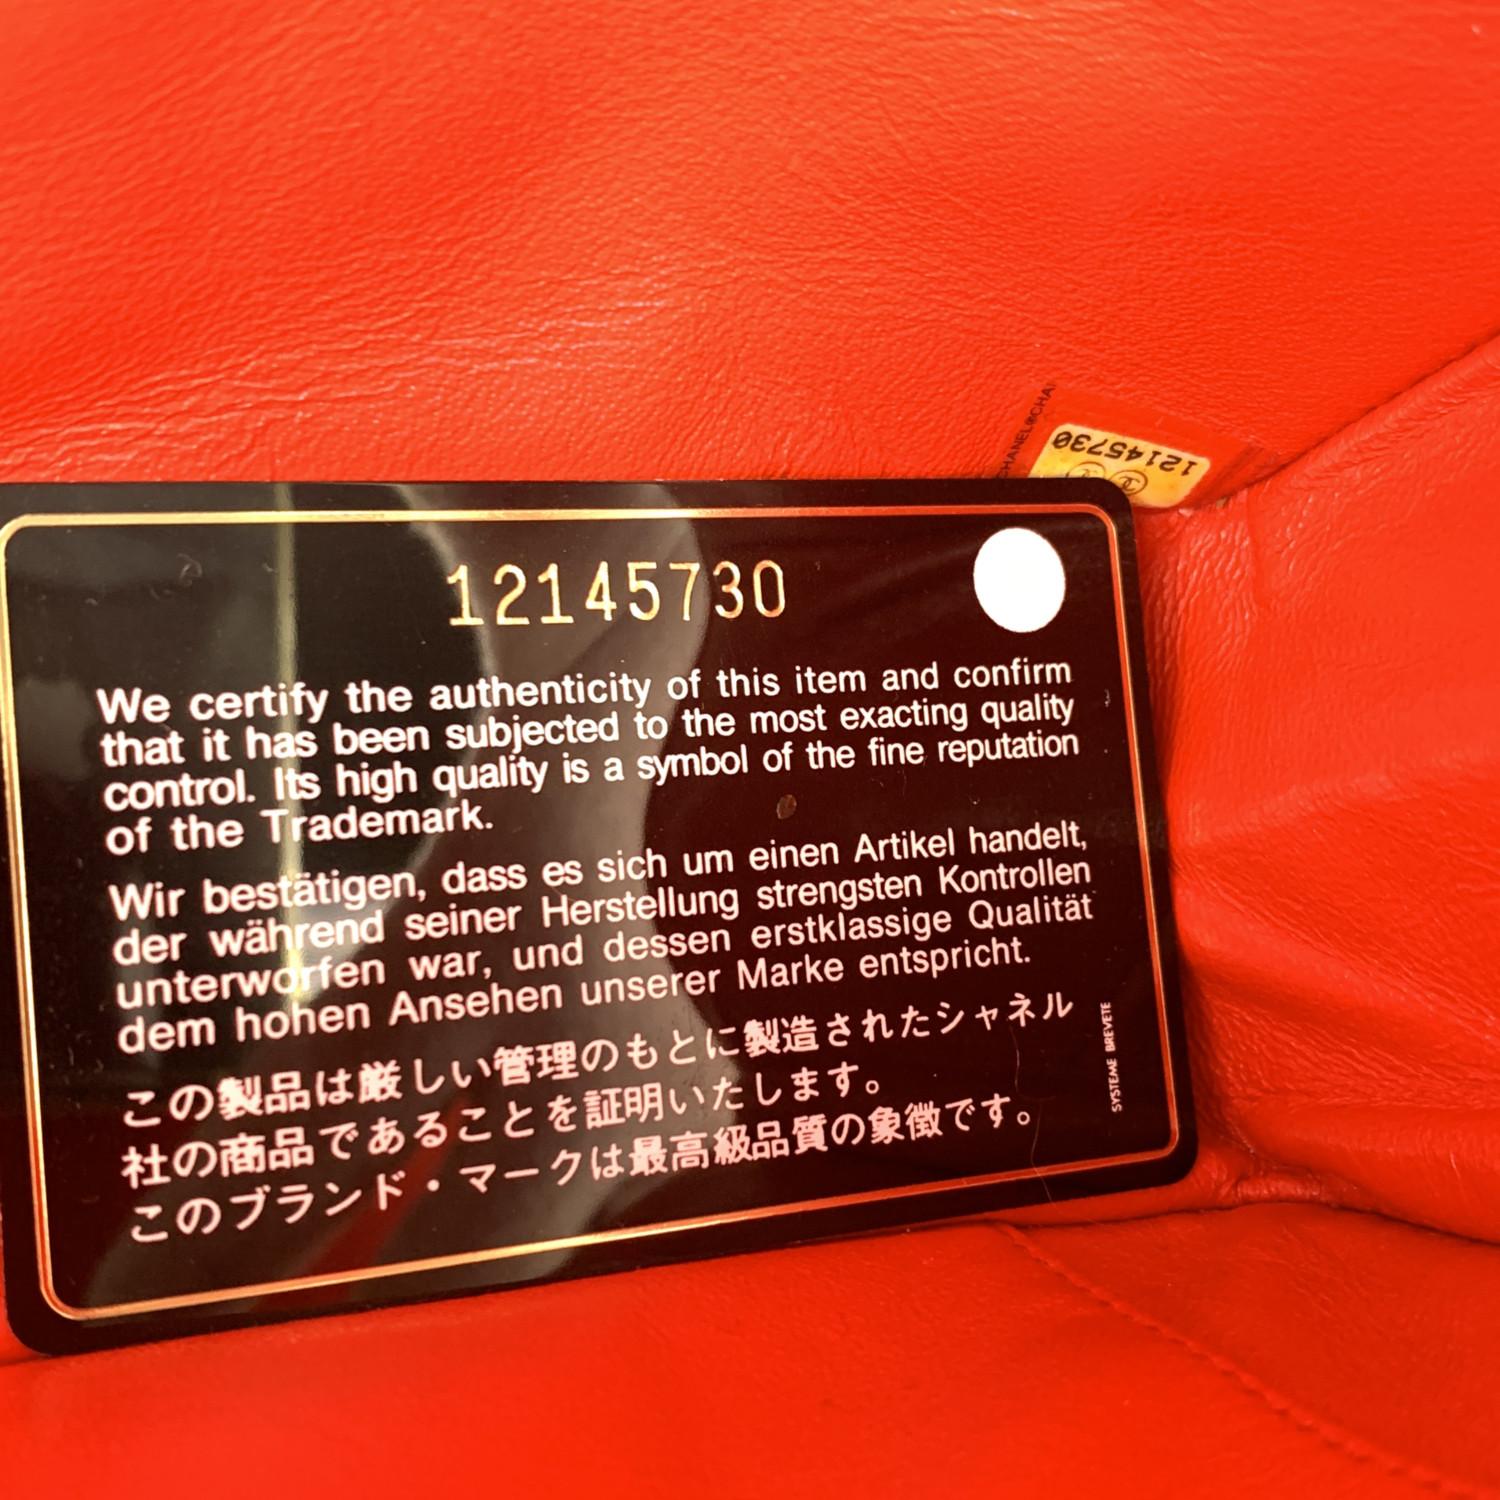 CHANEL®CHA
12145730
12145730
We certify the authenticity of this item and confirm
that it has been subjected to the most exacting quality
control. Its high quality is a symbol of the fine reputation
of the Trademark.
Wir bestätigen, dass es sich um einen Artikel handelt,
der während seiner Herstellung strengsten Kontrollen
unterworfen war, und dessen erstklassige Qualität
dem hohen Ansehen unserer Marke entspricht.
この製品は厳しい管理のもとに製造されたシャネル
社の商品であることを証明いたします。
このブランド・マークは最高級品質の象徴です。
SYSTEME BREVETE